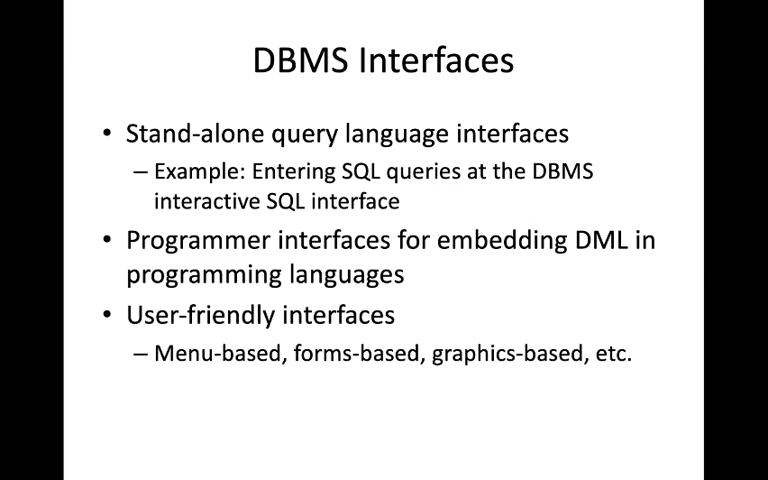 DBMS Interfaces
• Stand-alone query language interfaces
– Example: Entering SQL queries at the DBMS
interactive SQL interface
• Programmer interfaces for embedding DML in
programming languages
• User-friendly interfaces
– Menu-based, forms-based, graphics-based, etc.